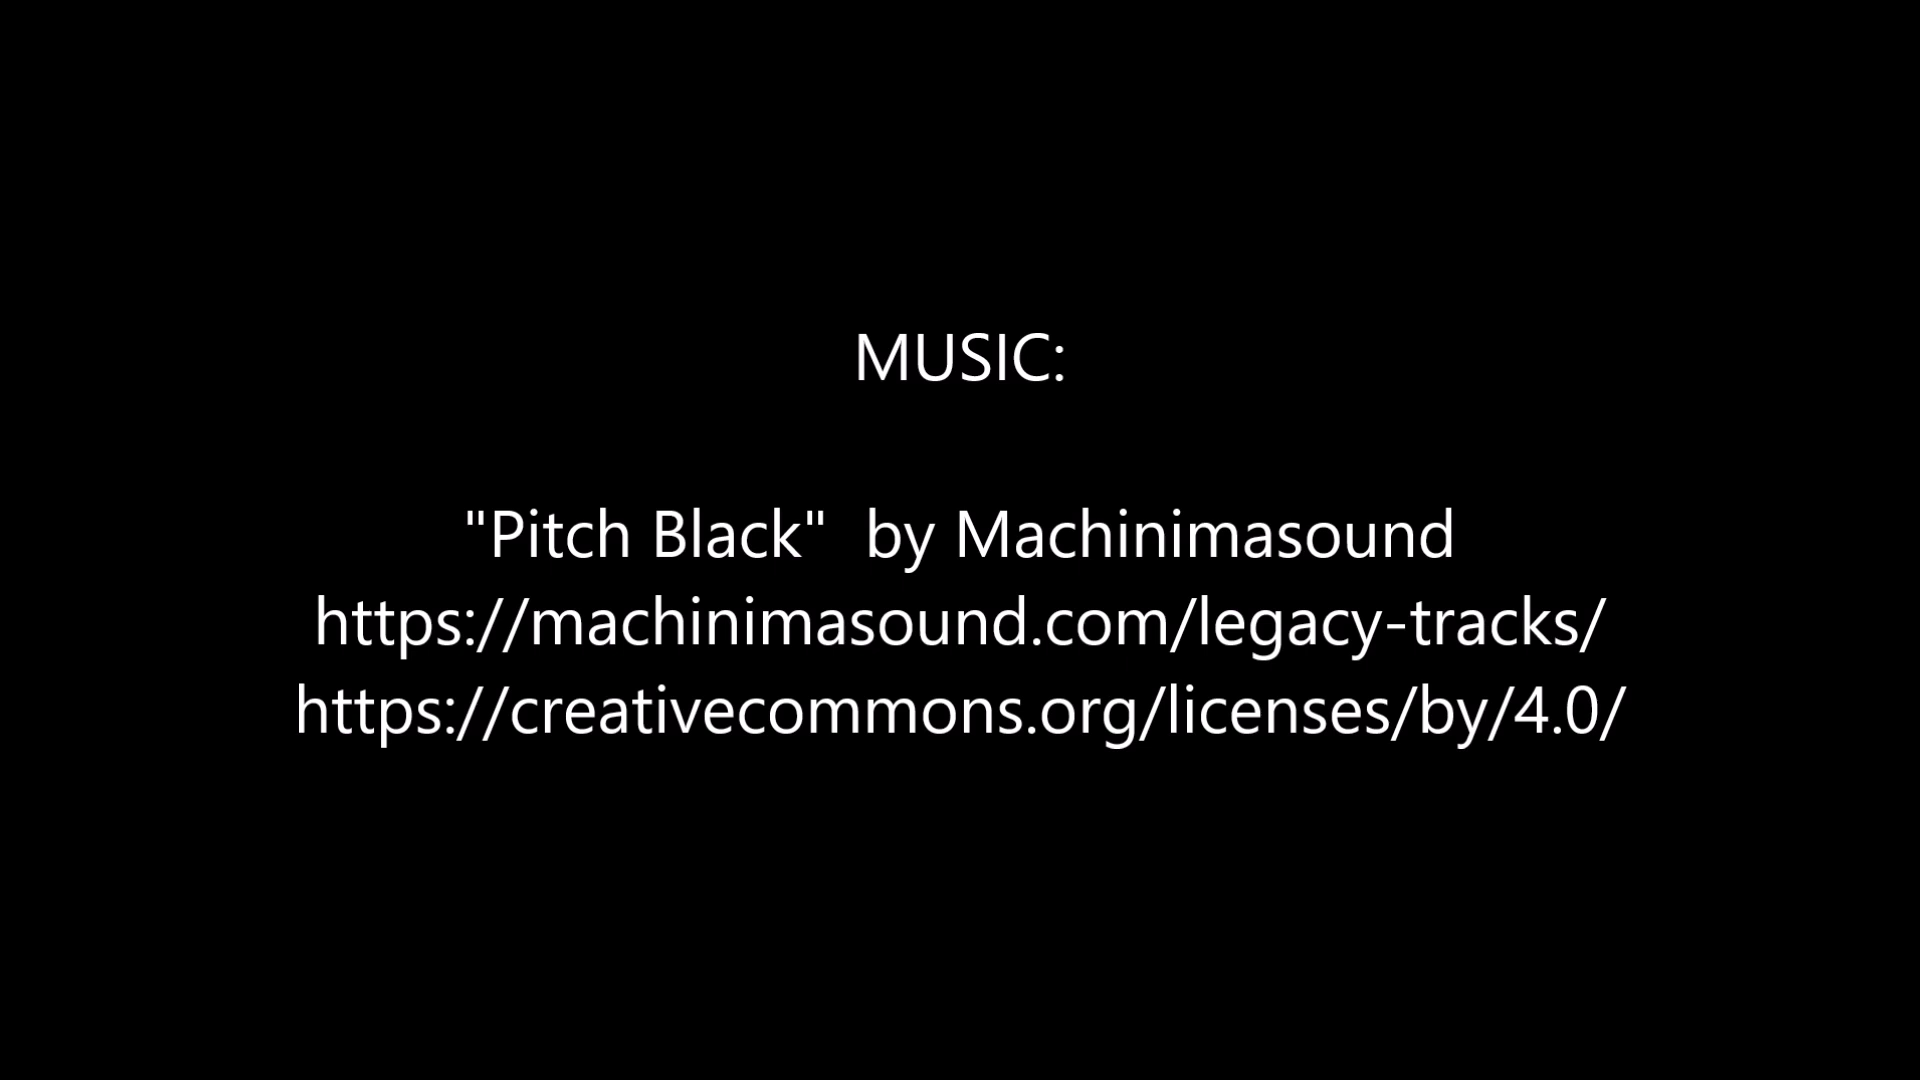 MUSIC:
"Pitch Black"  by Machinimasound
https://machinimasound.com/legacy-tracks/
https://creativecommons.org/licenses/by/4.0/